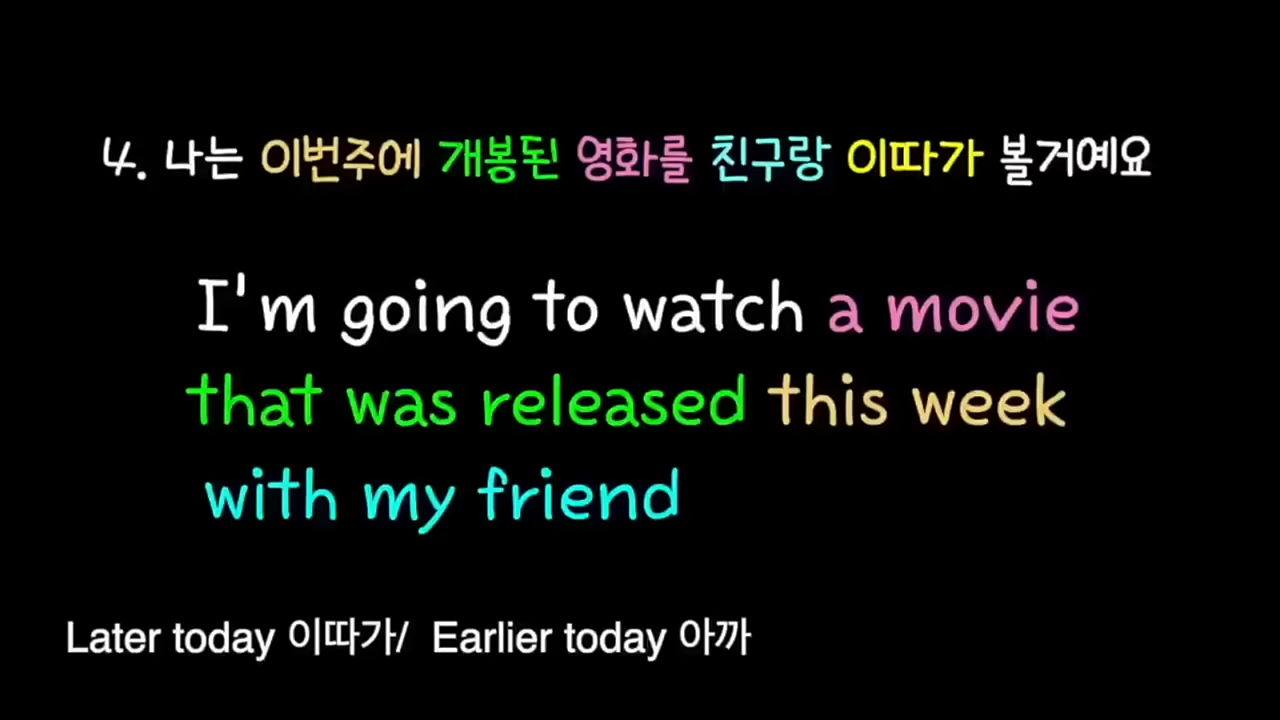 4. 나는 이번주에 개봉된 영화를 친구랑 이따가 볼거예요
I'm going to watch a movie
that was released this week
with my friend
Later today 이따가/ Earlier today 아까